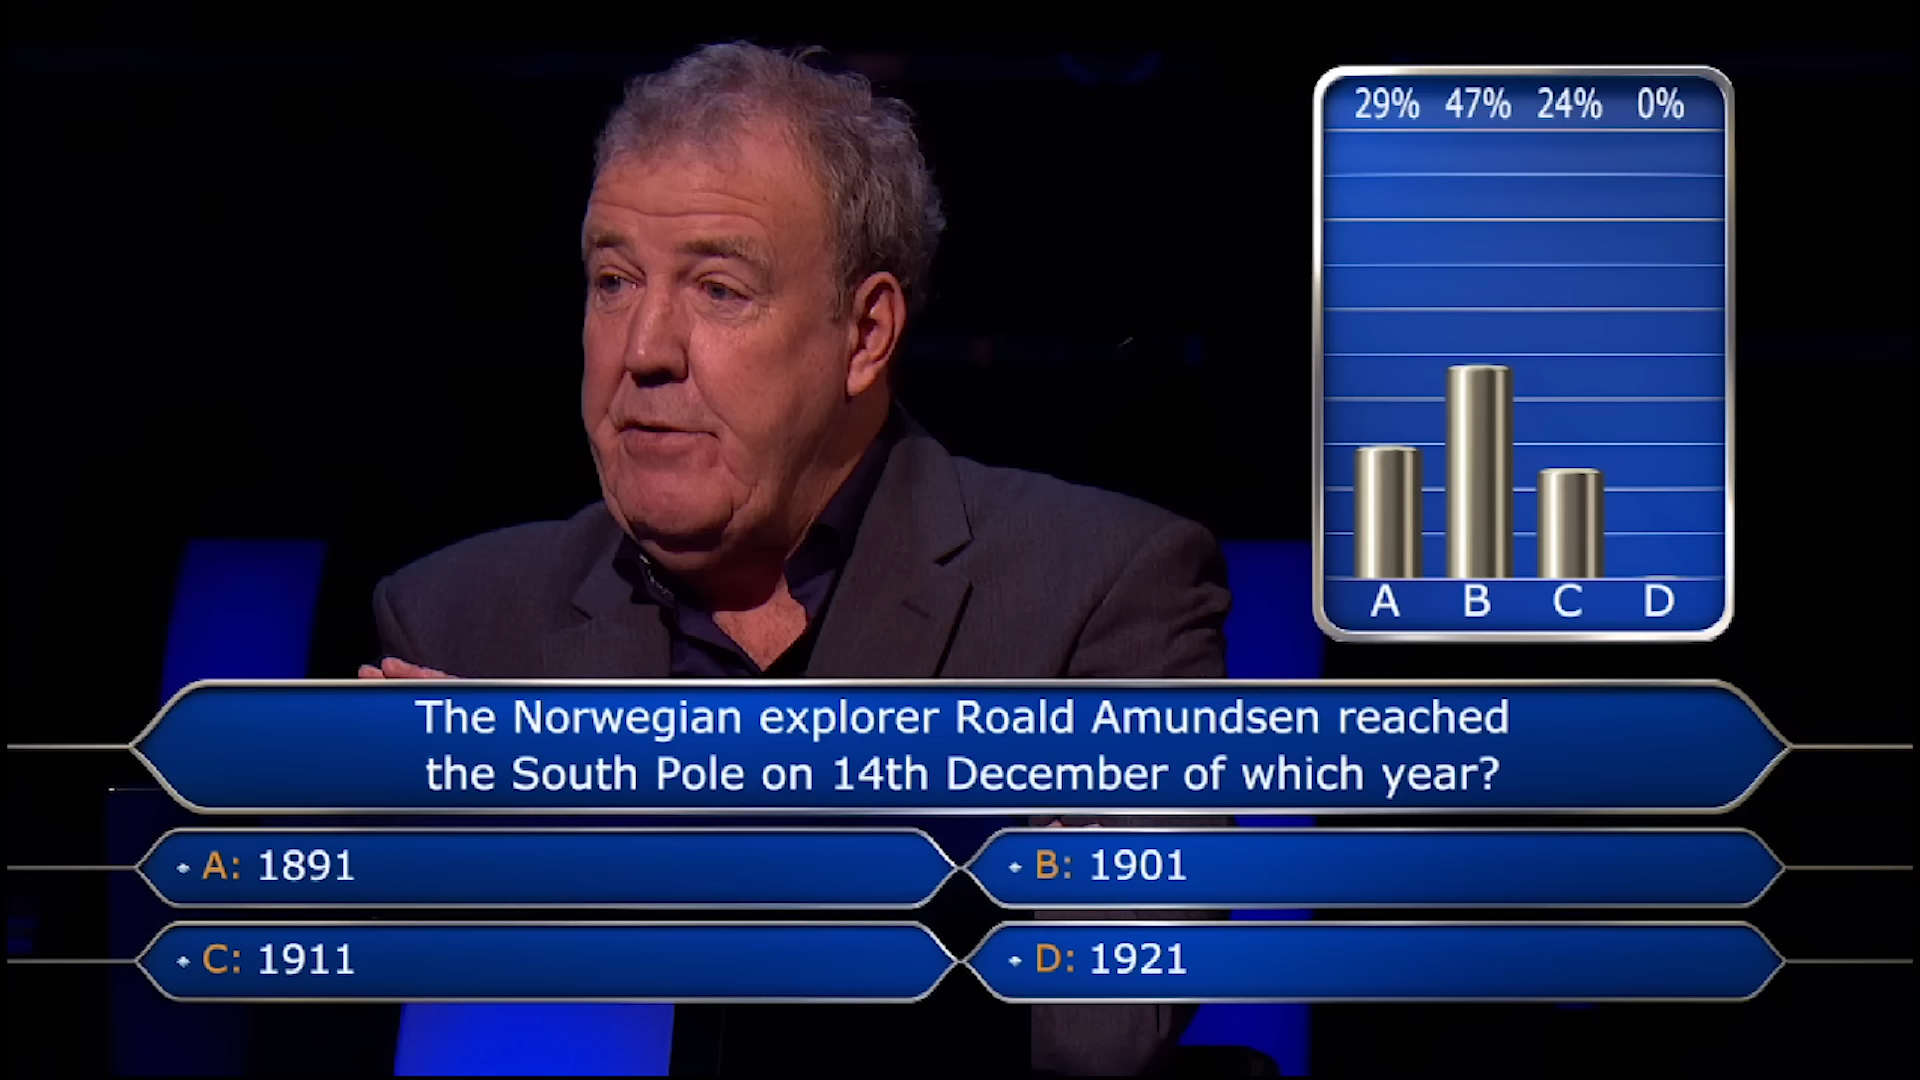 29% 47% 24% 0%
A B C D
The Norwegian explorer Roald Amundsen reached
the South Pole on 14th December of which year?
A: 1891
B: 1901
C: 1911
D: 1921